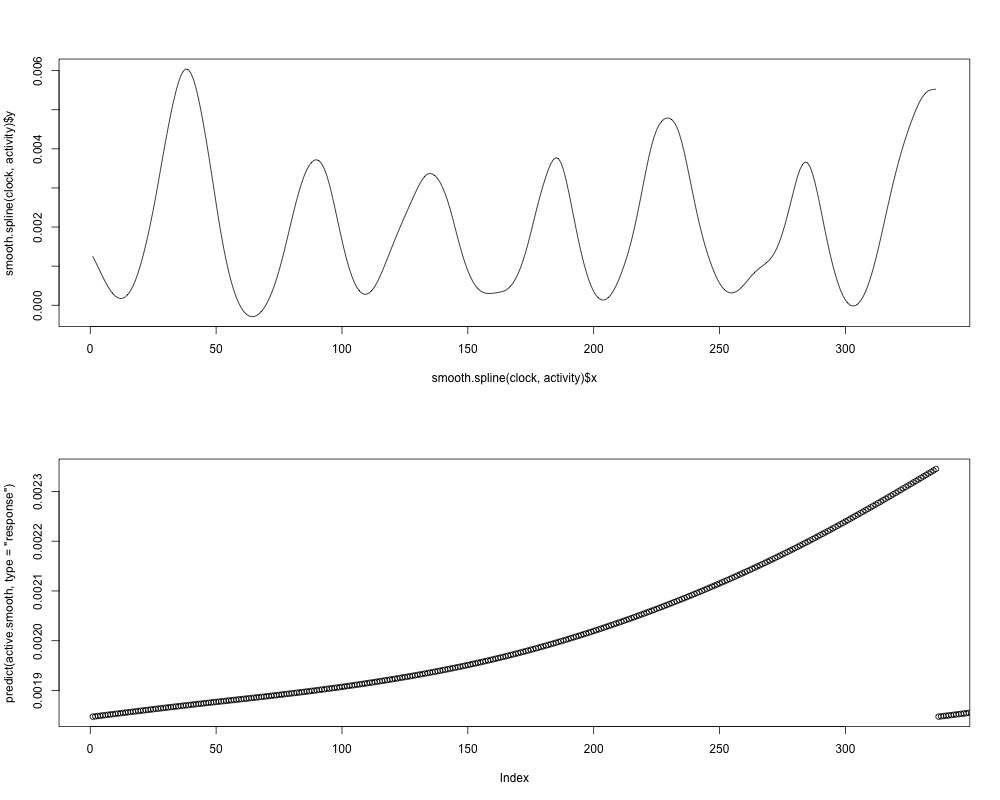 smooth.spline(clock, activity)$y
0.006
0.004
0.002
0.000
0 50 100 150 200 250 300
smooth.spline(clock, activity)$x
predict(active.smooth, type = "response")
0.0023
0.0022
0.0021
0.0020
0.0019
0 50 100 150 200 250 300
Index